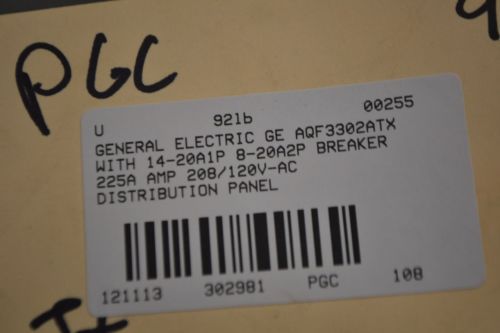 PGC
U 921b 00255
GENERAL ELECTRIC GE AQF3302ATX
WITH 14-20A1P 8-20A2P BREAKER
225A AMP 208/120V-AC
DISTRIBUTION PANEL
121113 302981 PGC 108